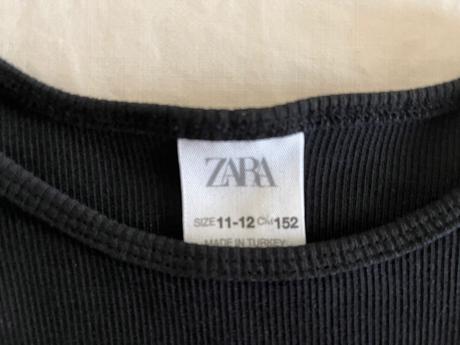 ZARA
SIZE 11-12 CM 152
MADE IN TURKEY